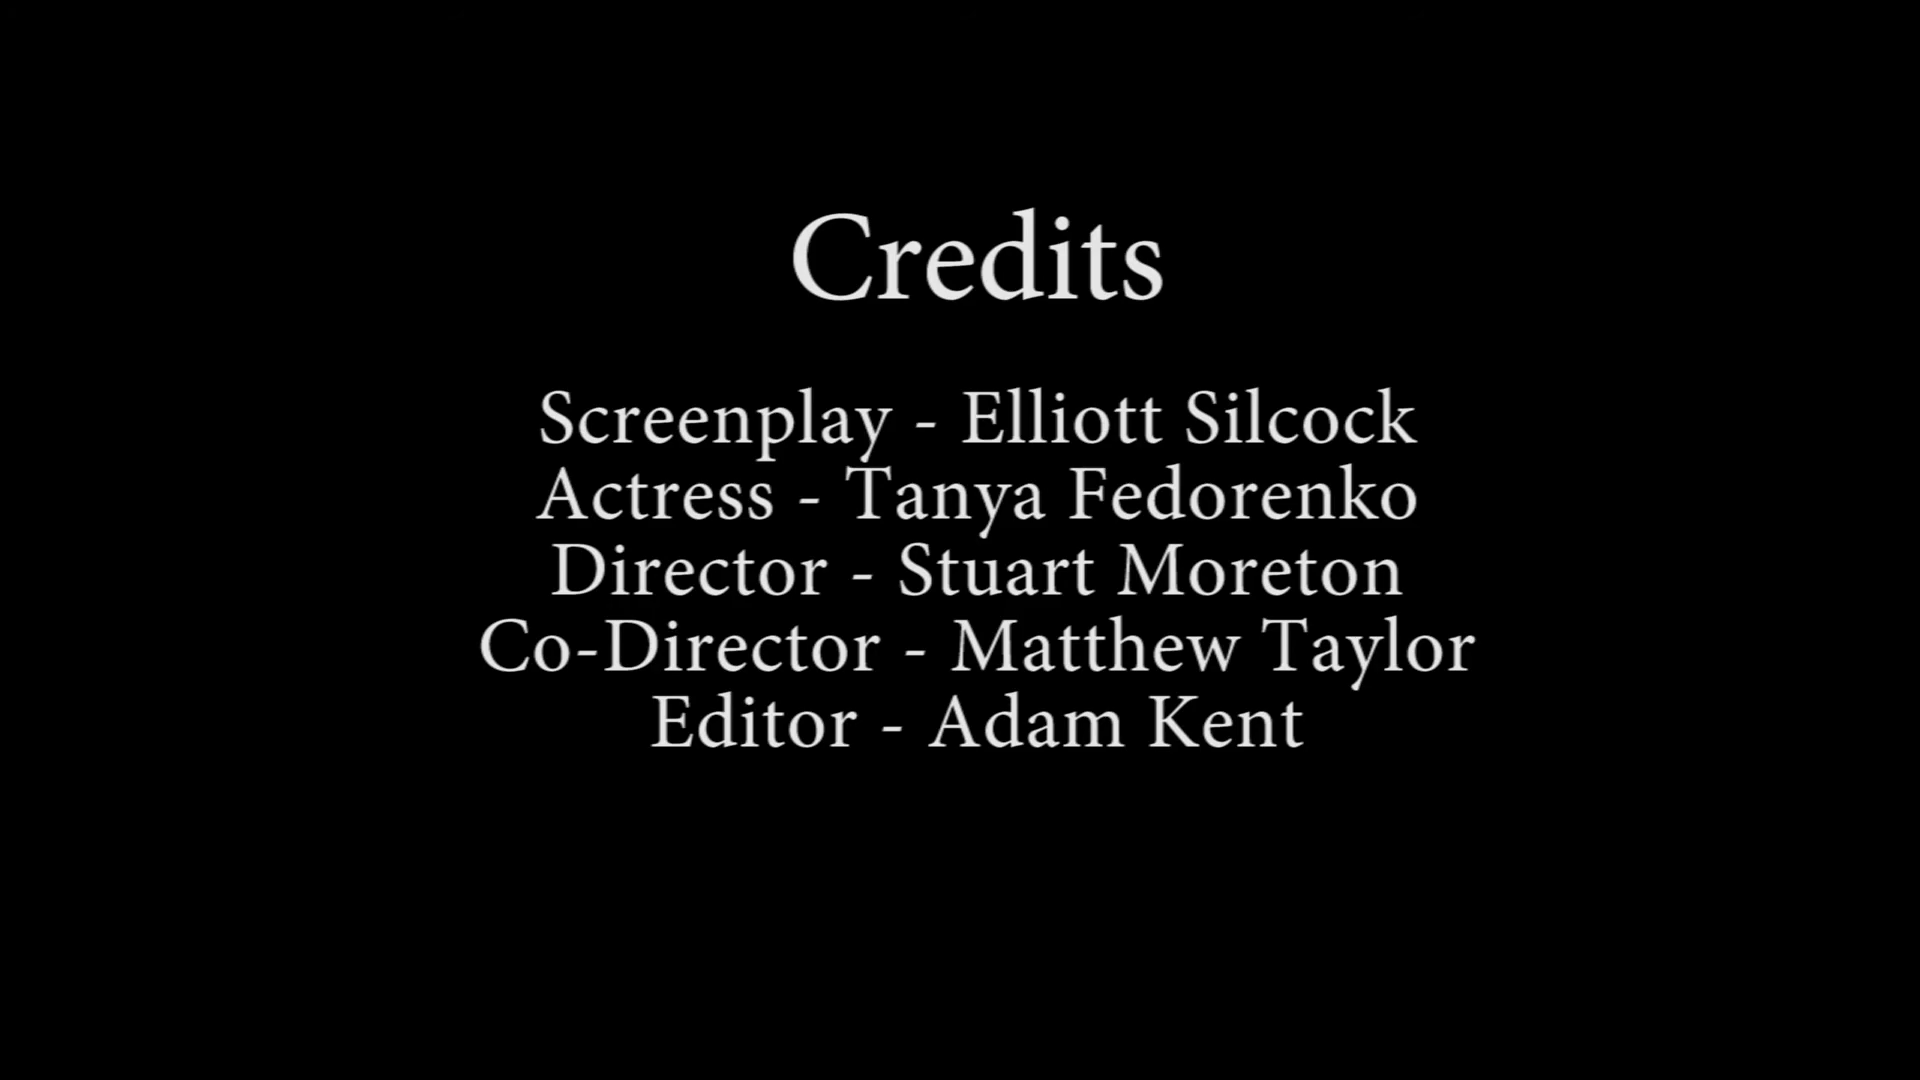 Credits
Screenplay - Elliott Silcock
Actress - Tanya Fedorenko
Director - Stuart Moreton
Co-Director - Matthew Taylor
Editor - Adam Kent